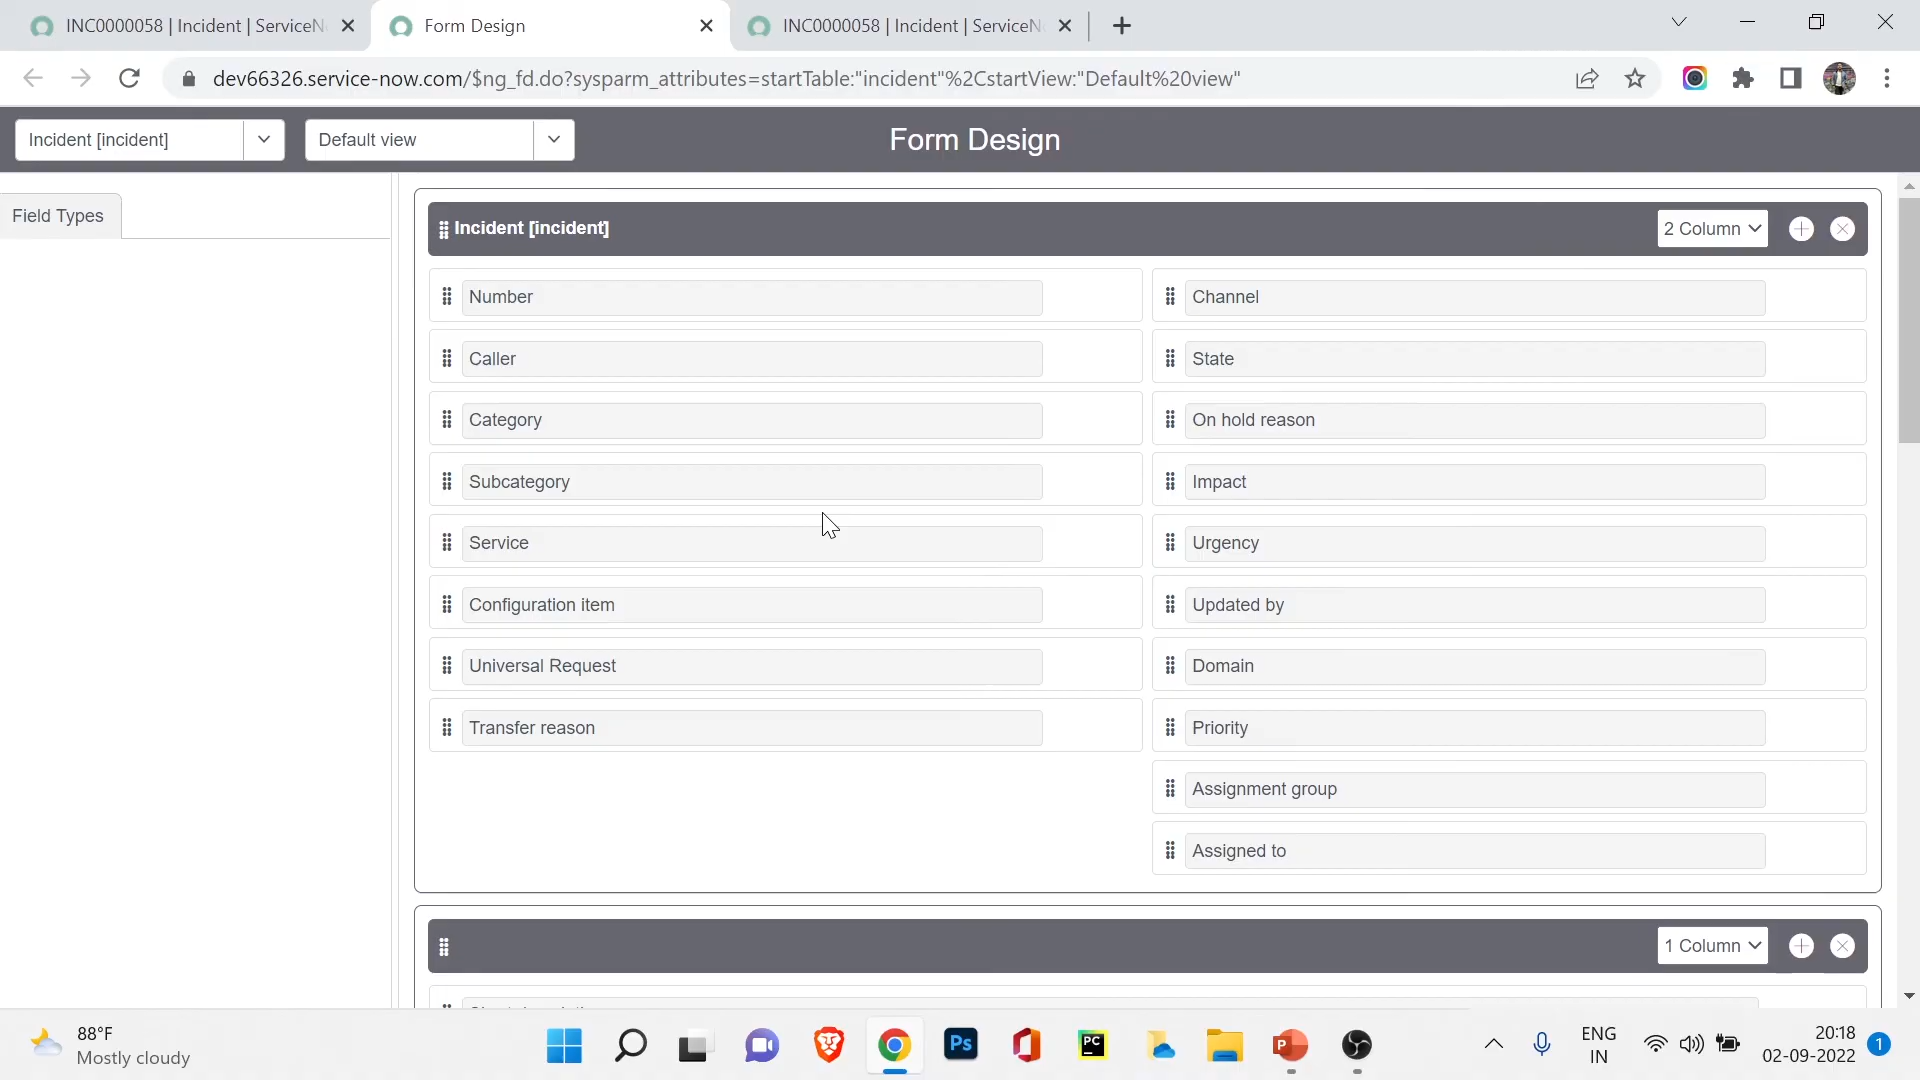 INC0000058 | Incident | ServiceN
Form Design
INC0000058 | Incident | ServiceN
dev66326.service-now.com/$ng_fd.do?sysparm_attributes=startTable:"incident"%2CstartView:"Default%20view"
Incident [incident]
Default view
Form Design
Field Types
Incident [incident]
2 Column
Number
Channel
Caller
State
Category
On hold reason
Subcategory
Impact
Service
Urgency
Configuration item
Updated by
Universal Request
Domain
Transfer reason
Priority
Assignment group
Assigned to
1 Column
88°F
Mostly cloudy
Ps
PC
P
ENG
IN
20:18
02-09-2022
1